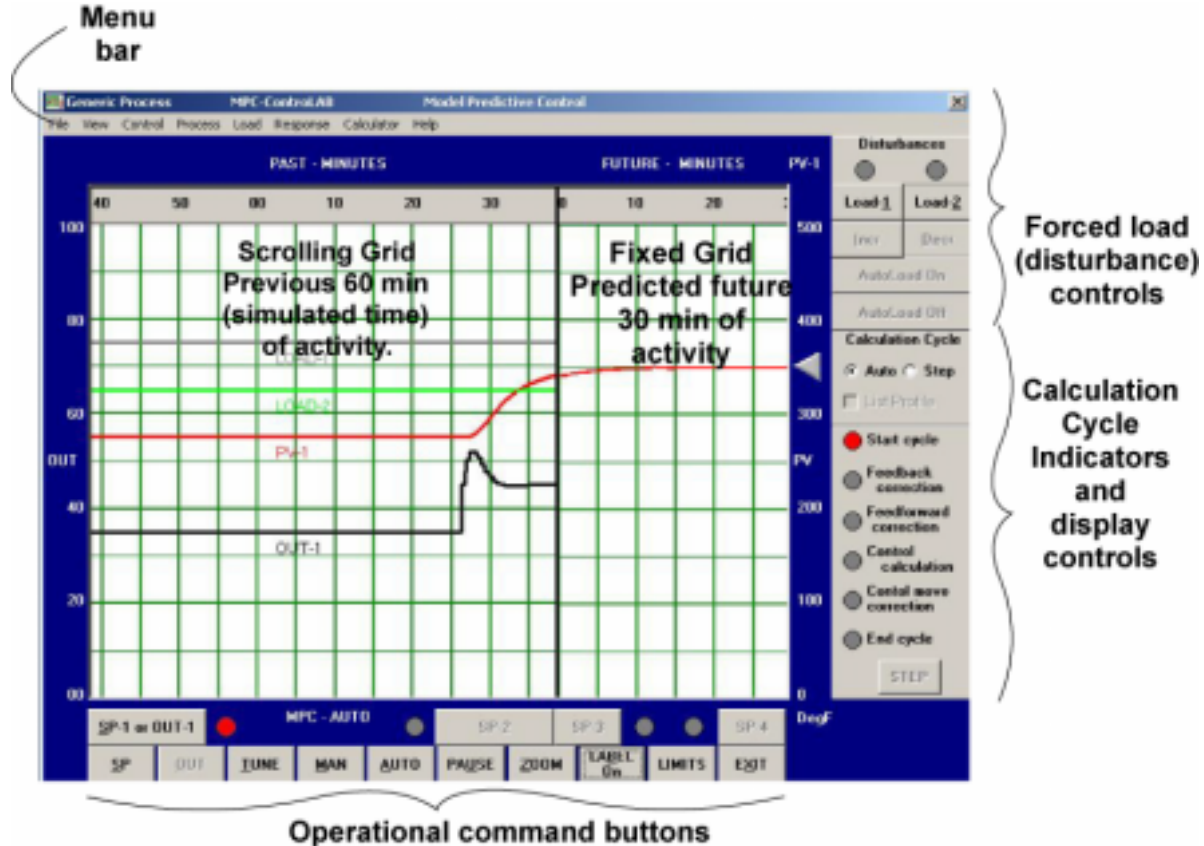 Menu
bar
Generic Process MPC-ControLAB Model Predictive Control
File View Control Process Load Response Calculator Help
PAST - MINUTES FUTURE - MINUTES PV-1
40 50 00 10 20 30 0 10 20
100 500
80 400
60 300
OUT PV
40 200
20 100
00 0
Scrolling Grid
Previous 60 min
(simulated time)
of activity.
Fixed Grid
Predicted future
30 min of
activity
LOAD-1
LOAD-2
PV-1
OUT-1
Disturbances
Load-1 Load-2
Incr Decr
AutoLoad On
AutoLoad Off
Calculation Cycle
Auto Step
List Profile
Start cycle
Feedback
correction
Feedforward
correction
Control
calculation
Contol move
correction
End cycle
STEP
Forced load
(disturbance)
controls
Calculation
Cycle
Indicators
and
display
controls
SP-1 or OUT-1 MPC - AUTO SP-2 SP-3 SP-4 DegF
SP OUT TUNE MAN AUTO PAUSE ZOOM LABEL
On LIMITS EXIT
Operational command buttons